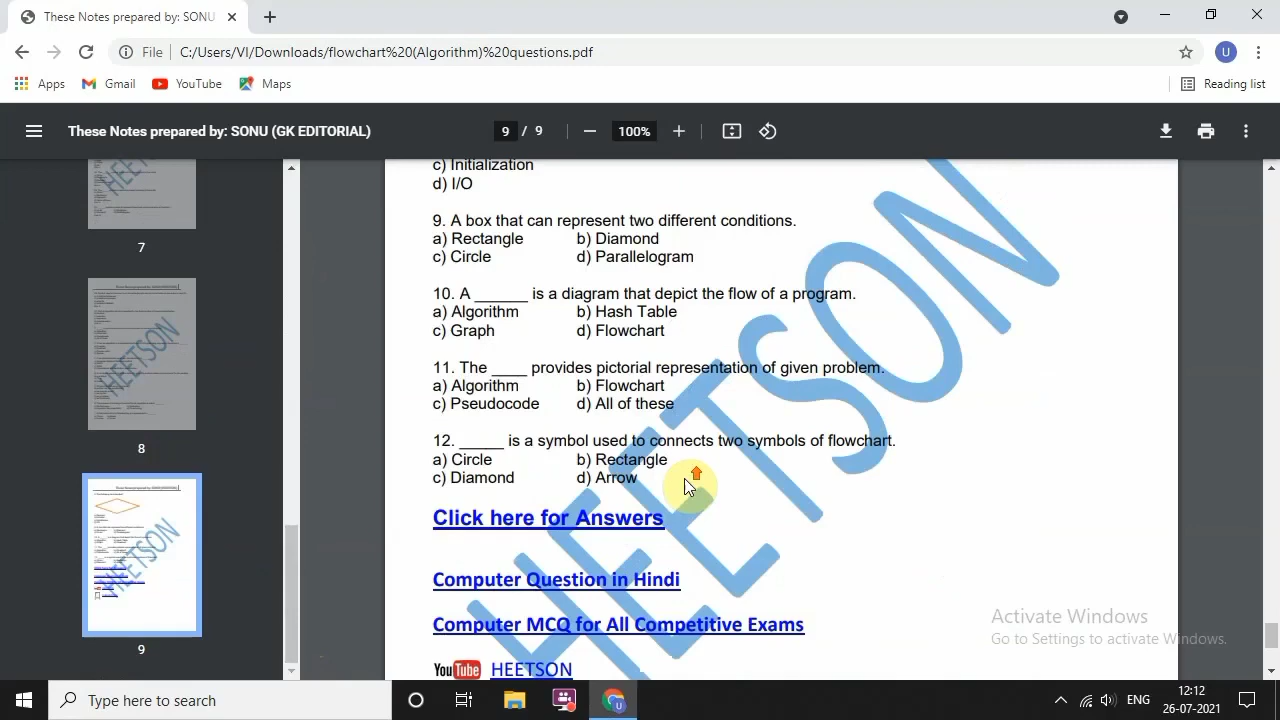 These Notes prepared by: SONU
File
C:/Users/VI/Downloads/flowchart%20(Algorithm)%20questions.pdf
U
Apps
Gmail
YouTube
Maps
Reading list
These Notes prepared by: SONU (GK EDITORIAL)
9 / 9
100%
7
8
9
HEETSON
c) Initialization
d) I/O
9. A box that can represent two different conditions.
a) Rectangle b) Diamond
c) Circle d) Parallelogram
10. A ______ is a diagram that depict the flow of a program.
a) Algorithm b) Hash Table
c) Graph d) Flowchart
11. The ____ provides pictorial representation of given problem.
a) Algorithm b) Flowchart
c) Pseudocode d) All of these
12. _____ is a symbol used to connects two symbols of flowchart.
a) Circle b) Rectangle
c) Diamond d) Arrow
Click here for Answers
Computer Question in Hindi
Computer MCQ for All Competitive Exams
YouTube HEETSON
HEETSON
Activate Windows
Go to Settings to activate Windows.
Type here to search
ENG
12:12
26-07-2021